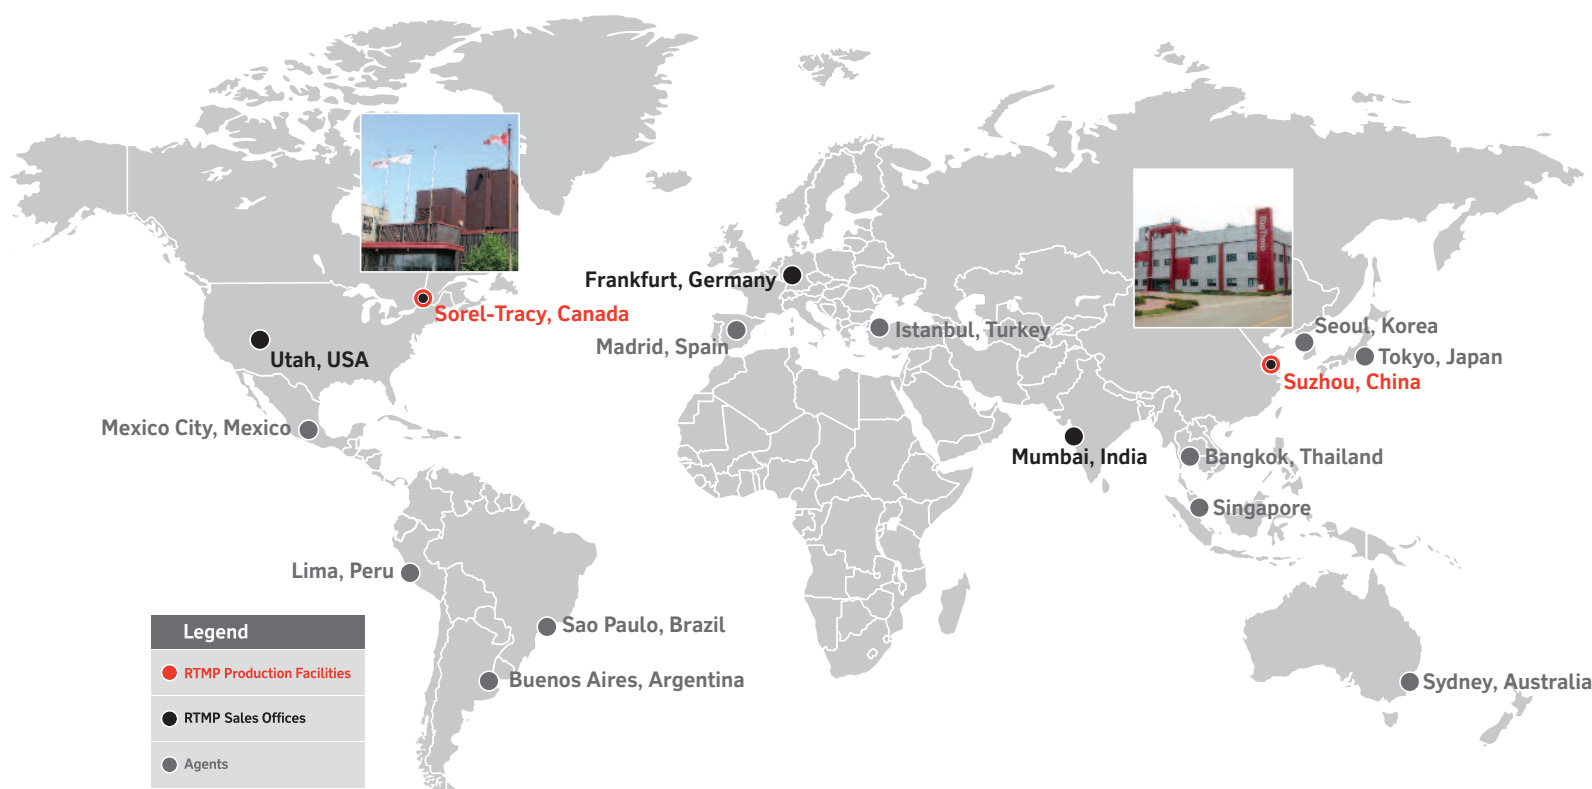 Frankfurt, Germany
Sorel-Tracy, Canada
Utah, USA
Madrid, Spain
Istanbul, Turkey
Seoul, Korea
Tokyo, Japan
Suzhou, China
Mexico City, Mexico
Mumbai, India
Bangkok, Thailand
Singapore
Lima, Peru
Sao Paulo, Brazil
Buenos Aires, Argentina
Sydney, Australia
Legend
RTMP Production Facilities
RTMP Sales Offices
Agents